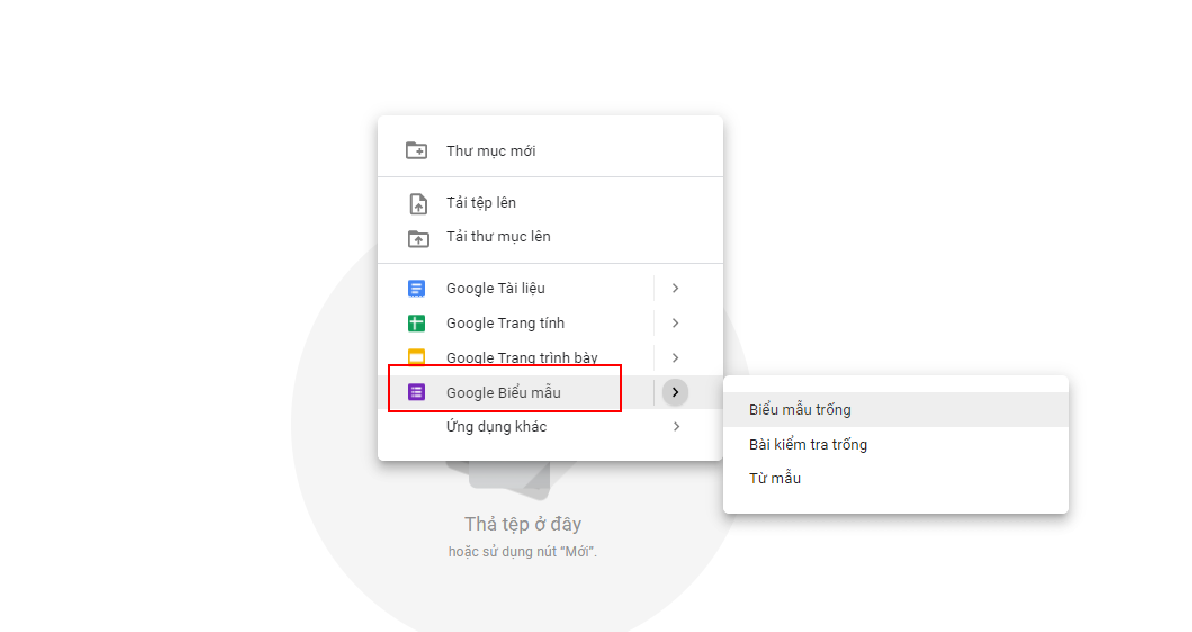 Thư mục mới
Tải tệp lên
Tải thư mục lên
Google Tài liệu
Google Trang tính
Google Trang trình bày
Google Biểu mẫu
Ứng dụng khác
Biểu mẫu trống
Bài kiểm tra trống
Từ mẫu
Thả tệp ở đây
hoặc sử dụng nút “Mới”.